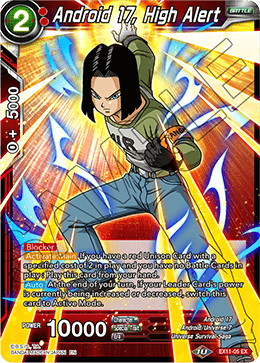 2
Android 17, High Alert
BATTLE
0 + 5000
Blocker
Activate Main If you have a red Unison Card with a
specified cost of 2 in play and you have no Battle Cards in
play: Play this card from your hand.
Auto At the end of your turn, if your Leader Card's power
is currently being increased or decreased, switch this
card to Active Mode.
POWER 10000
Character
Android 17
Android/Universe 7
Universe Survival Saga
EX11-05 EX